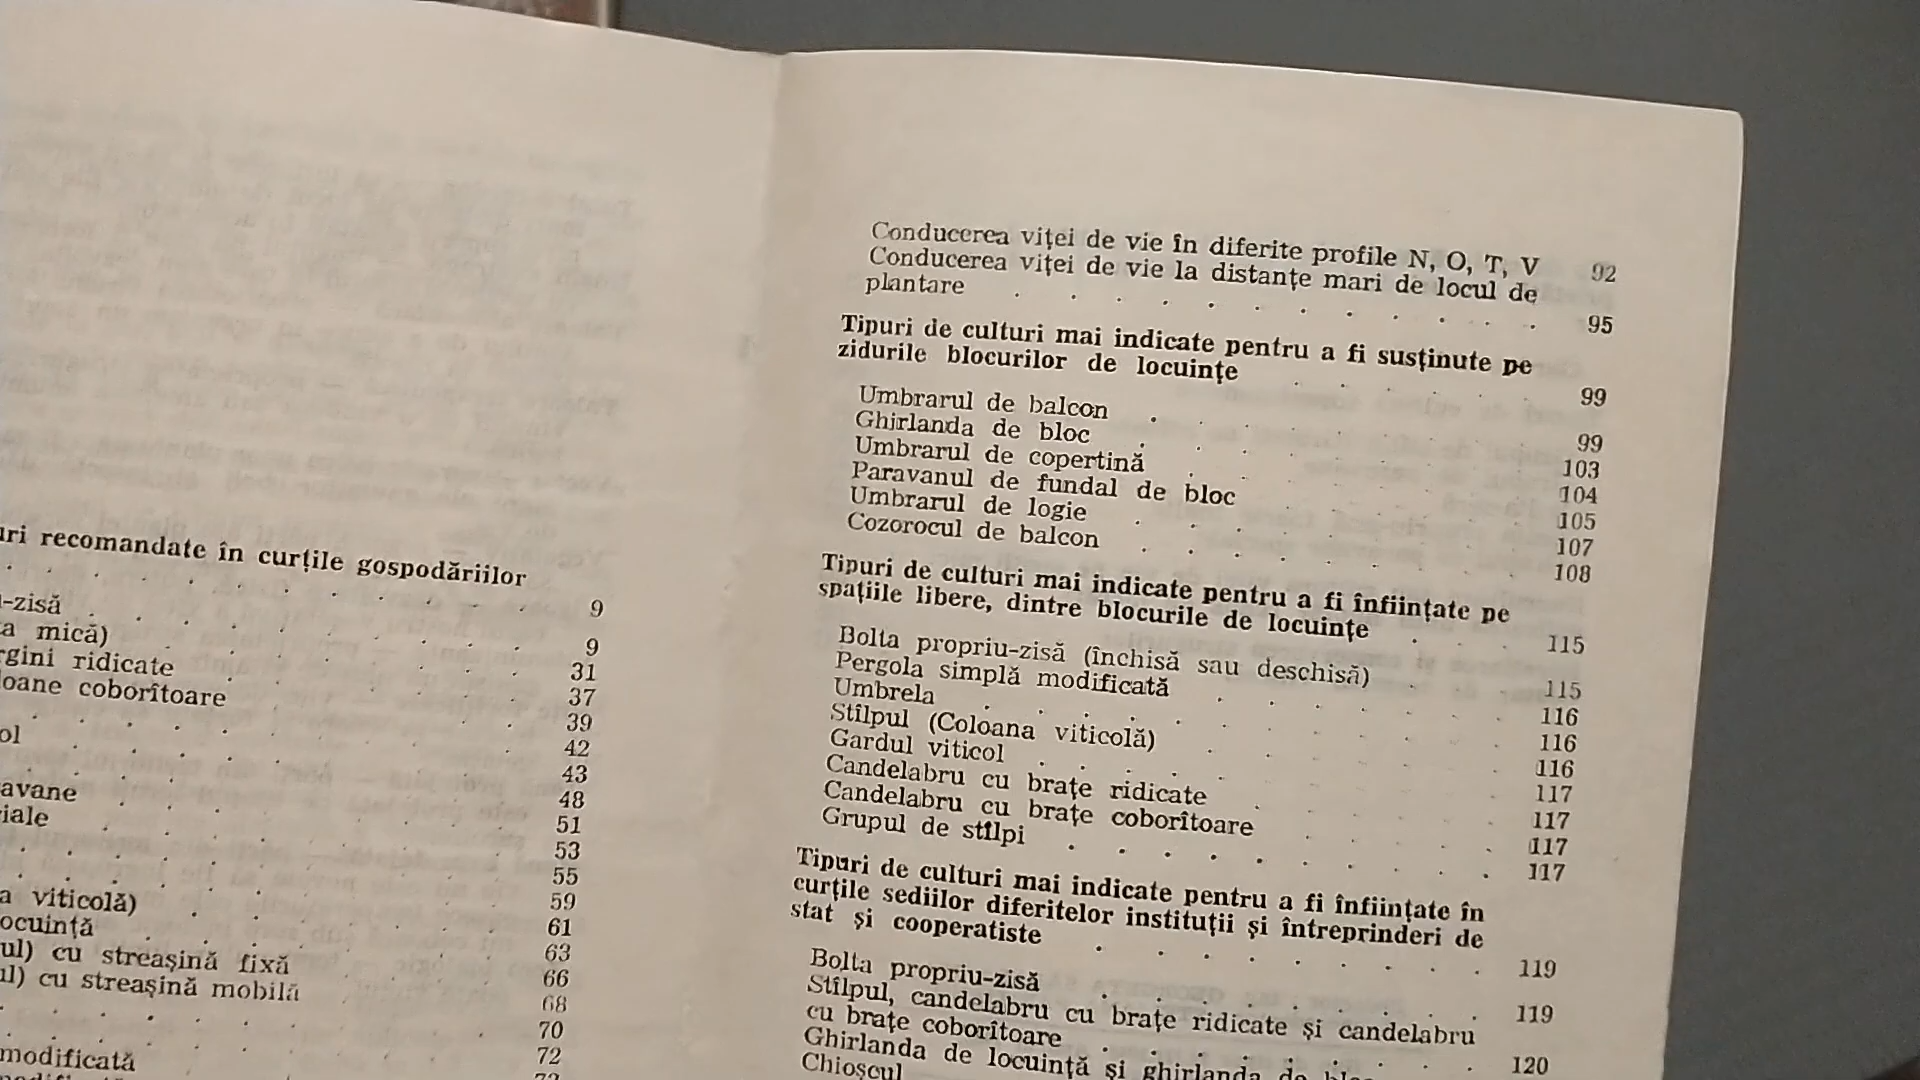 recomandate în curțile gospodăriilor
. . . . . . . . . . 9
-zisă . . . . . . . . . 9
a mică) . . . . . . . . 31
ridicate . . . . . . 37
coborîtoare . . . . . . 39
. . . . . . . . . . 42
. . . . . . . . . 43
. . . . . . . . . 48
. . . . . . . . 51
. . . . . . . . . . 53
. . . . . . . . . . 55
. . . . . . . . . . 59
a viticolă) . . . . . . . 61
. . . . . . . 63
cu streașină fixă . . . . 66
cu streașină mobilă . . . . 68
. . . . . . . . . . 70
. . . . . . . . . . 72
modificată
Conducerea viței de vie în diferite profile N, O, T, V 92
Conducerea viței de vie la distanțe mari de locul de
plantare . . . . . . . . . . 95
Tipuri de culturi mai indicate pentru a fi susținute pe
zidurile blocurilor de locuințe . . . . . . 99
Umbrarul de balcon . . . . . . . . 99
Ghirlanda de bloc . . . . . . . . . 103
Umbrarul de copertină . . . . . . . . 104
Paravanul de fundal de bloc . . . . . . 105
Umbrarul de logie . . . . . . . . . 107
Cozorocul de balcon . . . . . . . . . 108
Tipuri de culturi mai indicate pentru a fi înființate pe
spațiile libere, dintre blocurile de locuințe . . . 115
Bolta propriu-zisă (închisă sau deschisă) . . . 115
Pergola simplă modificată . . . . . . . 116
Umbrela . . . . . . . . . . 116
Stîlpul (Coloana viticolă) . . . . . . . 116
Gardul viticol . . . . . . . . . . 117
Candelabru cu brațe ridicate . . . . . . 117
Candelabru cu brațe coborîtoare . . . . . 117
Grupul de stîlpi . . . . . . . . . . 117
Tipuri de culturi mai indicate pentru a fi înființate în
curțile sediilor diferitelor instituții și întreprinderi de
stat și cooperatiste . . . . . . . . . 119
Bolta propriu-zisă . . . . . . . . . 119
Stîlpul, candelabru cu brațe ridicate și candelabru
cu brațe coborîtoare . . . . . . . . 120
Ghirlanda de locuință și ghirlanda de
Chioșcul